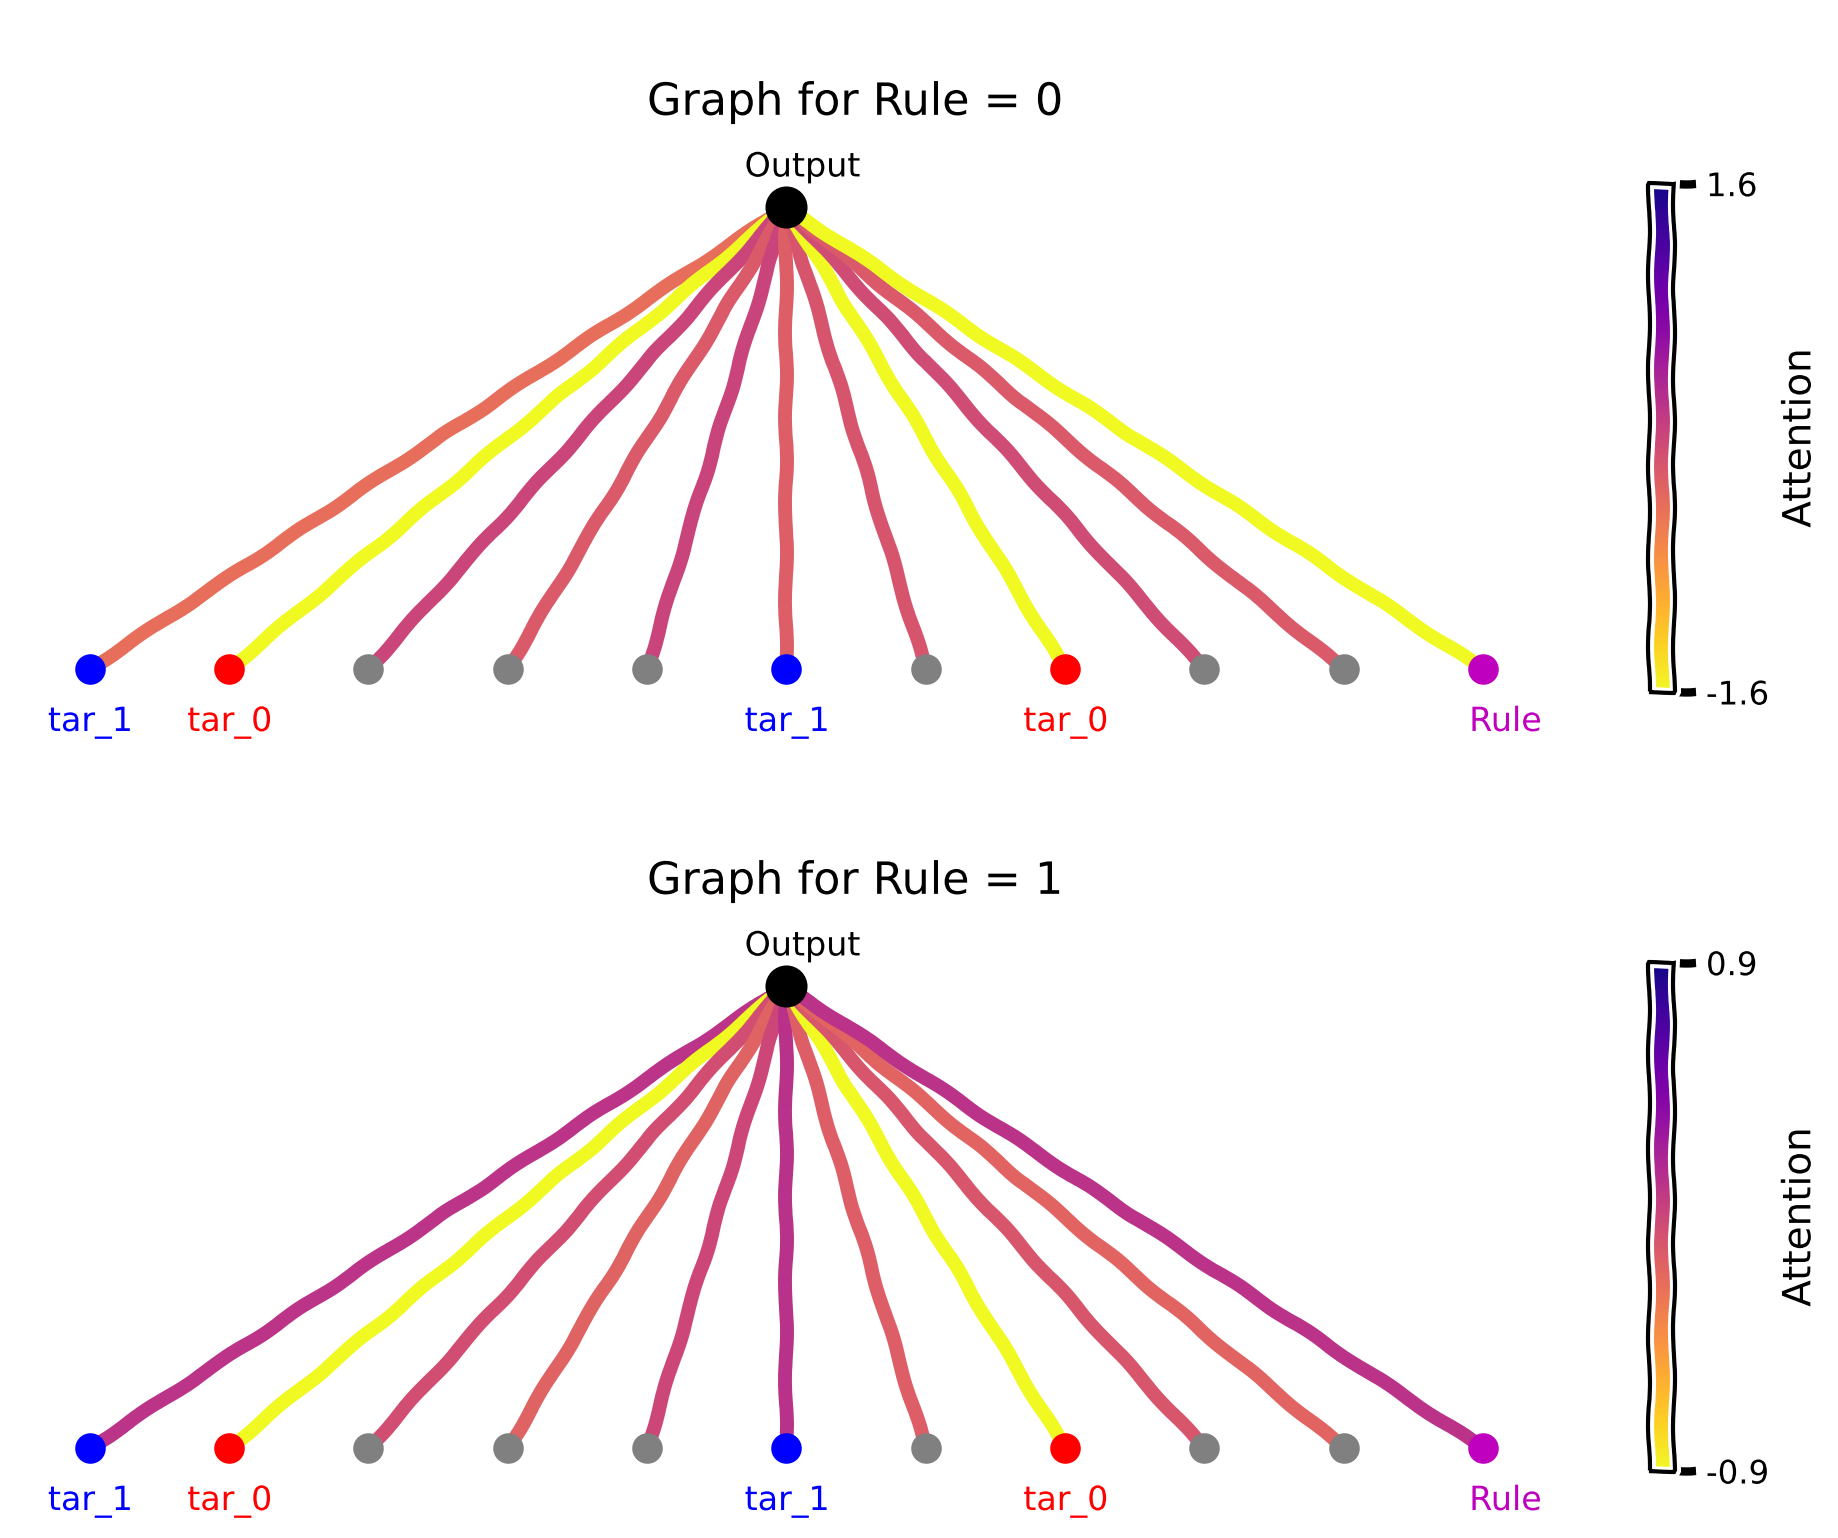 Graph for Rule = 0
Output
1.6
Attention
-1.6
tar_1 tar_0 tar_1 tar_0 Rule
Graph for Rule = 1
Output
0.9
Attention
-0.9
tar_1 tar_0 tar_1 tar_0 Rule